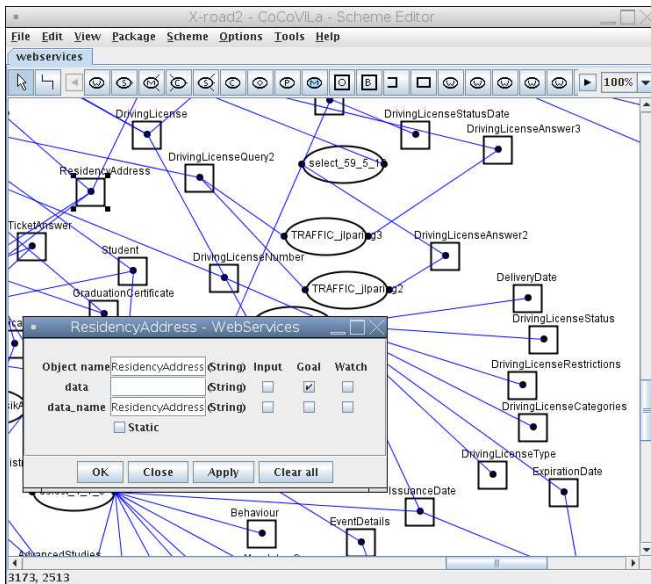 X-road2 - CoCoViLa - Scheme Editor
File Edit View Package Scheme Options Tools Help
webservices
100%
DrivingLicense
DrivingLicenseStatusDate
DrivingLicenseAnswer3
DrivingLicenseQuery2
select_59_5_1
ResidencyAddress
TicketAnswer
TRAFFIC_jlparing3
DrivingLicenseAnswer2
Student
DrivingLicenseNumber
TRAFFIC_jlparing2
DeliveryDate
GraduationCertificate
DrivingLicenseStatus
ResidencyAddress - WebServices
Object name ResidencyAddress (String) Input Goal Watch
data (String)
data_name ResidencyAddress (String)
Static
OK Close Apply Clear all
DrivingLicenseRestrictions
DrivingLicenseCategories
DrivingLicenseType
ExpirationDate
IssuanceDate
Behaviour
EventDetails
AdvancedStudies
3173, 2513